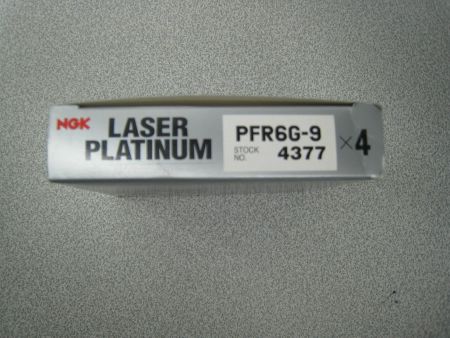 NGK LASER PLATINUM
PFR6G-9
STOCK NO. 4377
×4